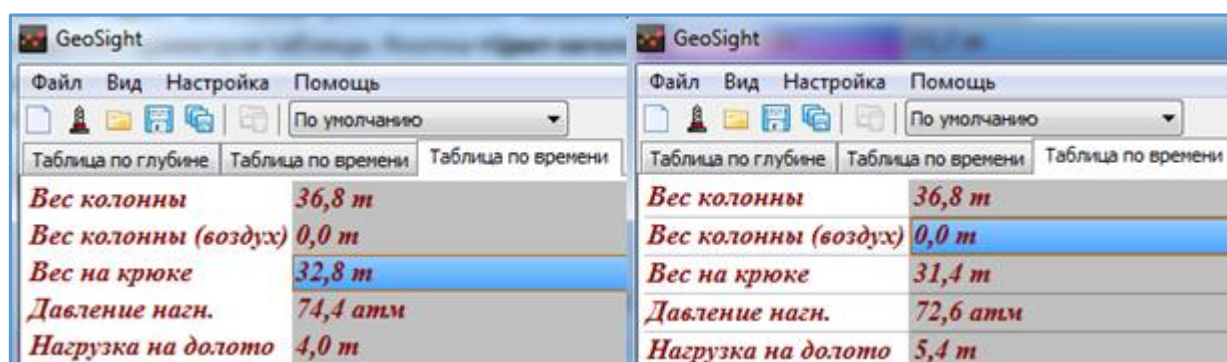 GeoSight
Файл Вид Настройка Помощь
По умолчанию
Таблица по глубине Таблица по времени Таблица по времени
Вес колонны 36,8 т
Вес колонны (воздух) 0,0 т
Вес на крюке 32,8 т
Давление нагн. 74,4 атм
Нагрузка на долото 4,0 т
GeoSight
Файл Вид Настройка Помощь
По умолчанию
Таблица по глубине Таблица по времени Таблица по времени
Вес колонны 36,8 т
Вес колонны (воздух) 0,0 т
Вес на крюке 31,4 т
Давление нагн. 72,6 атм
Нагрузка на долото 5,4 т